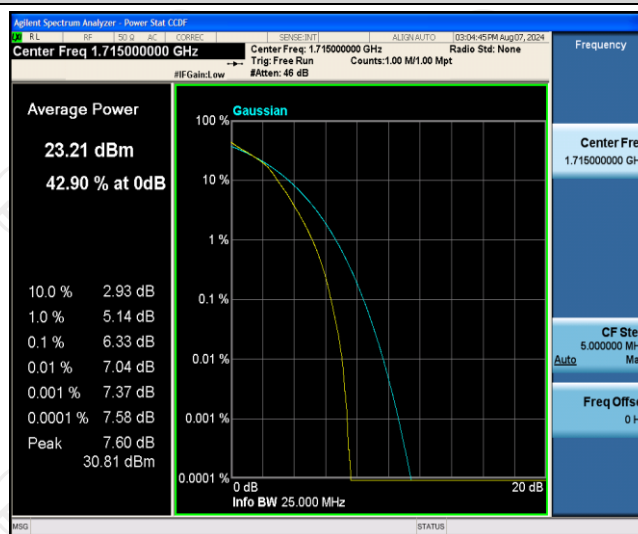 Agilent Spectrum Analyzer - Power Stat CCDF
RL RF 50 Ω AC CORREC SENSE:INT ALIGN AUTO 03:04:45 PM Aug 07, 2024
Center Freq 1.715000000 GHz
Center Freq: 1.715000000 GHz Radio Std: None
Trig: Free Run Counts:1.00 M/1.00 Mpt
#IFGain:Low #Atten: 46 dB
Frequency
Average Power
23.21 dBm
42.90 % at 0dB
10.0 % 2.93 dB
1.0 % 5.14 dB
0.1 % 6.33 dB
0.01 % 7.04 dB
0.001 % 7.37 dB
0.0001 % 7.58 dB
Peak 7.60 dB
30.81 dBm
Gaussian
100 %
10 %
1 %
0.1 %
0.01 %
0.001 %
0.0001 %
0 dB 20 dB
Info BW 25.000 MHz
Center Fre
1.715000000 GH
CF Ste
5.000000 MH
Auto Ma
Freq Offs
0 H
MSG STATUS